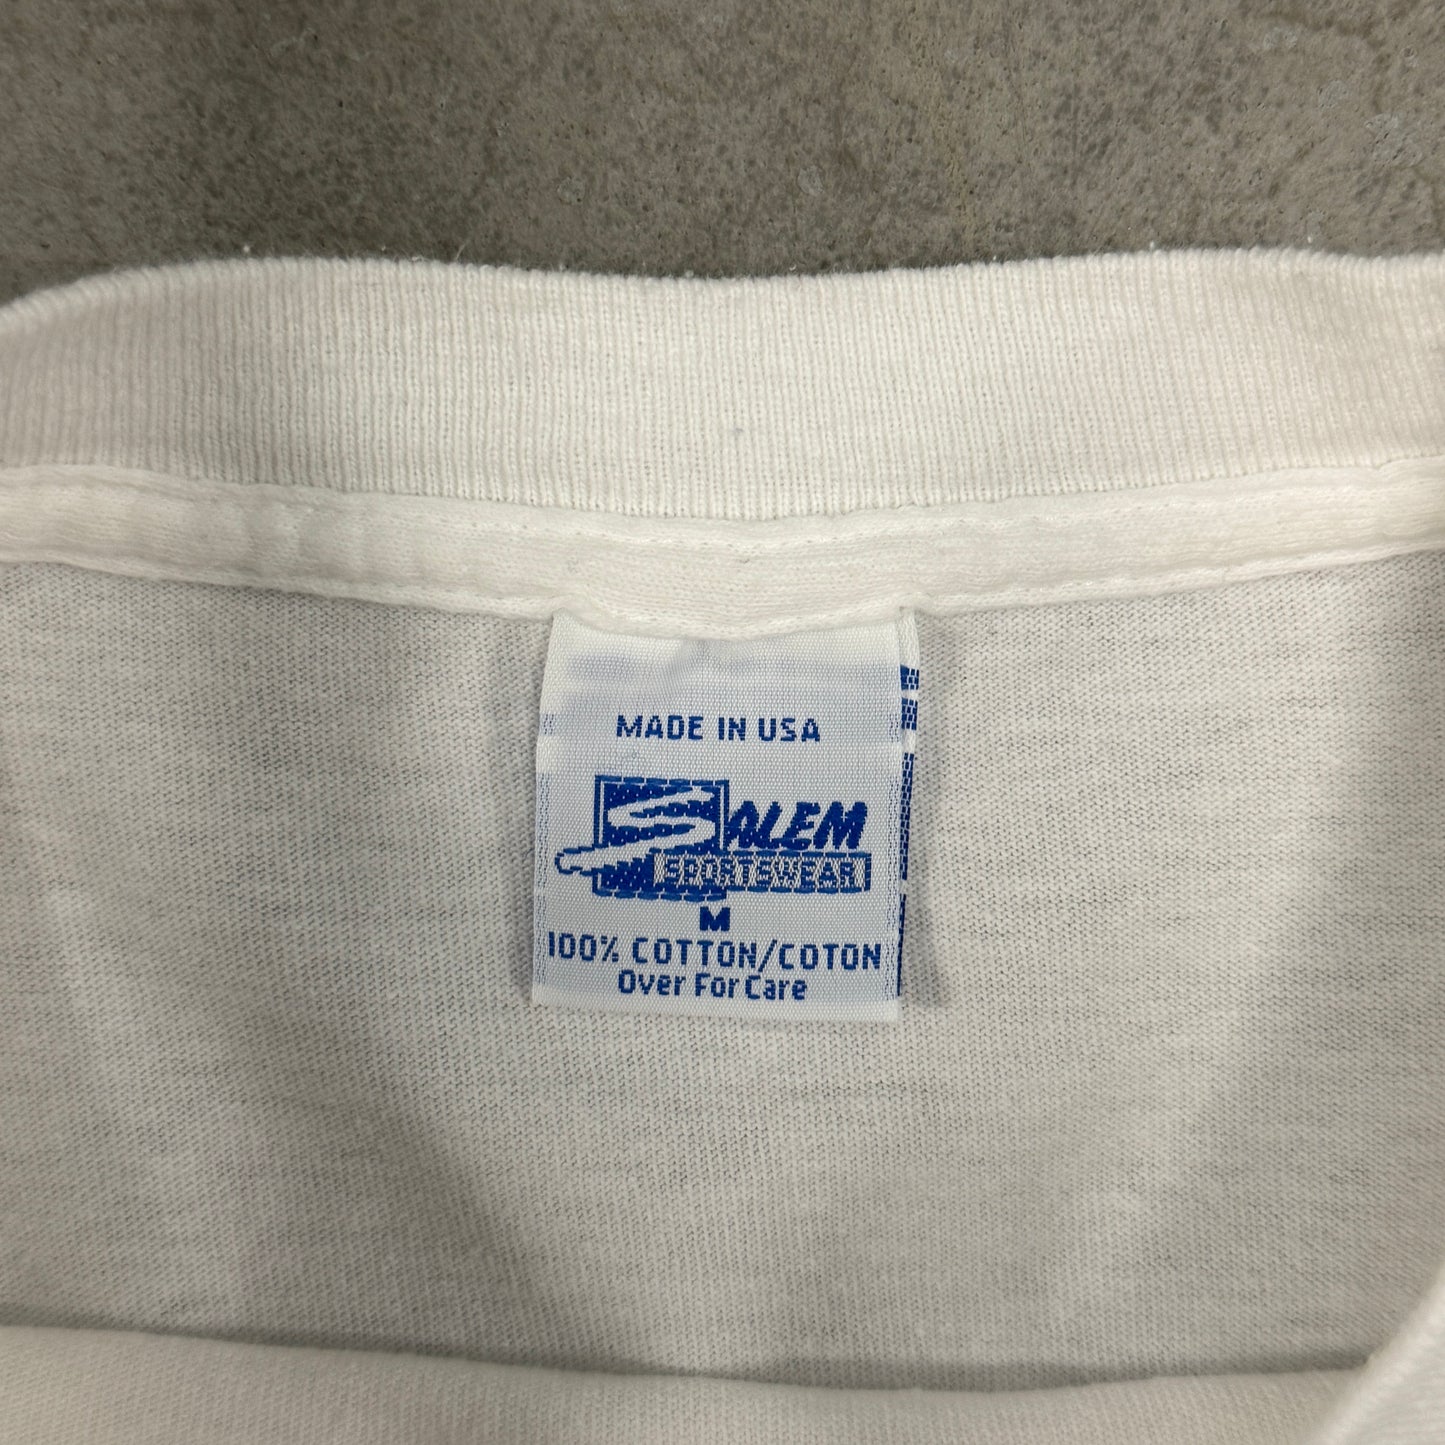 MADE IN USA
SALEM
SPORTSWEAR
M
100% COTTON/COTON
Over For Care